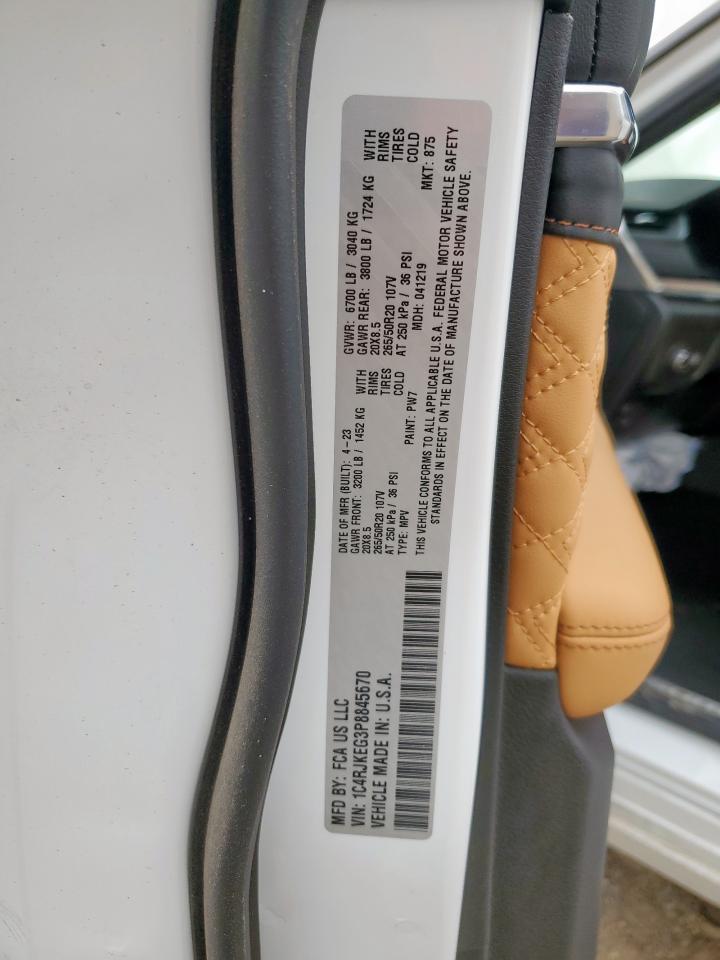 MFD BY: FCA US LLC
VIN: 1C4RJKEG3P8845670
VEHICLE MADE IN: U.S.A.
DATE OF MFR (BUILT): 4-23
GAWR FRONT: 3200 LB / 1452 KG WITH
20X8.5 RIMS
265/50R20 107V TIRES
AT 250 kPa / 36 PSI COLD
TYPE: MPV PAINT: PW7
GVWR: 6700 LB / 3040 KG
GAWR REAR: 3800 LB / 1724 KG WITH
20X8.5 RIMS
265/50R20 107V TIRES
AT 250 kPa / 36 PSI COLD
MDH: 041219 MKT: 875
THIS VEHICLE CONFORMS TO ALL APPLICABLE U.S.A. FEDERAL MOTOR VEHICLE SAFETY
STANDARDS IN EFFECT ON THE DATE OF MANUFACTURE SHOWN ABOVE.